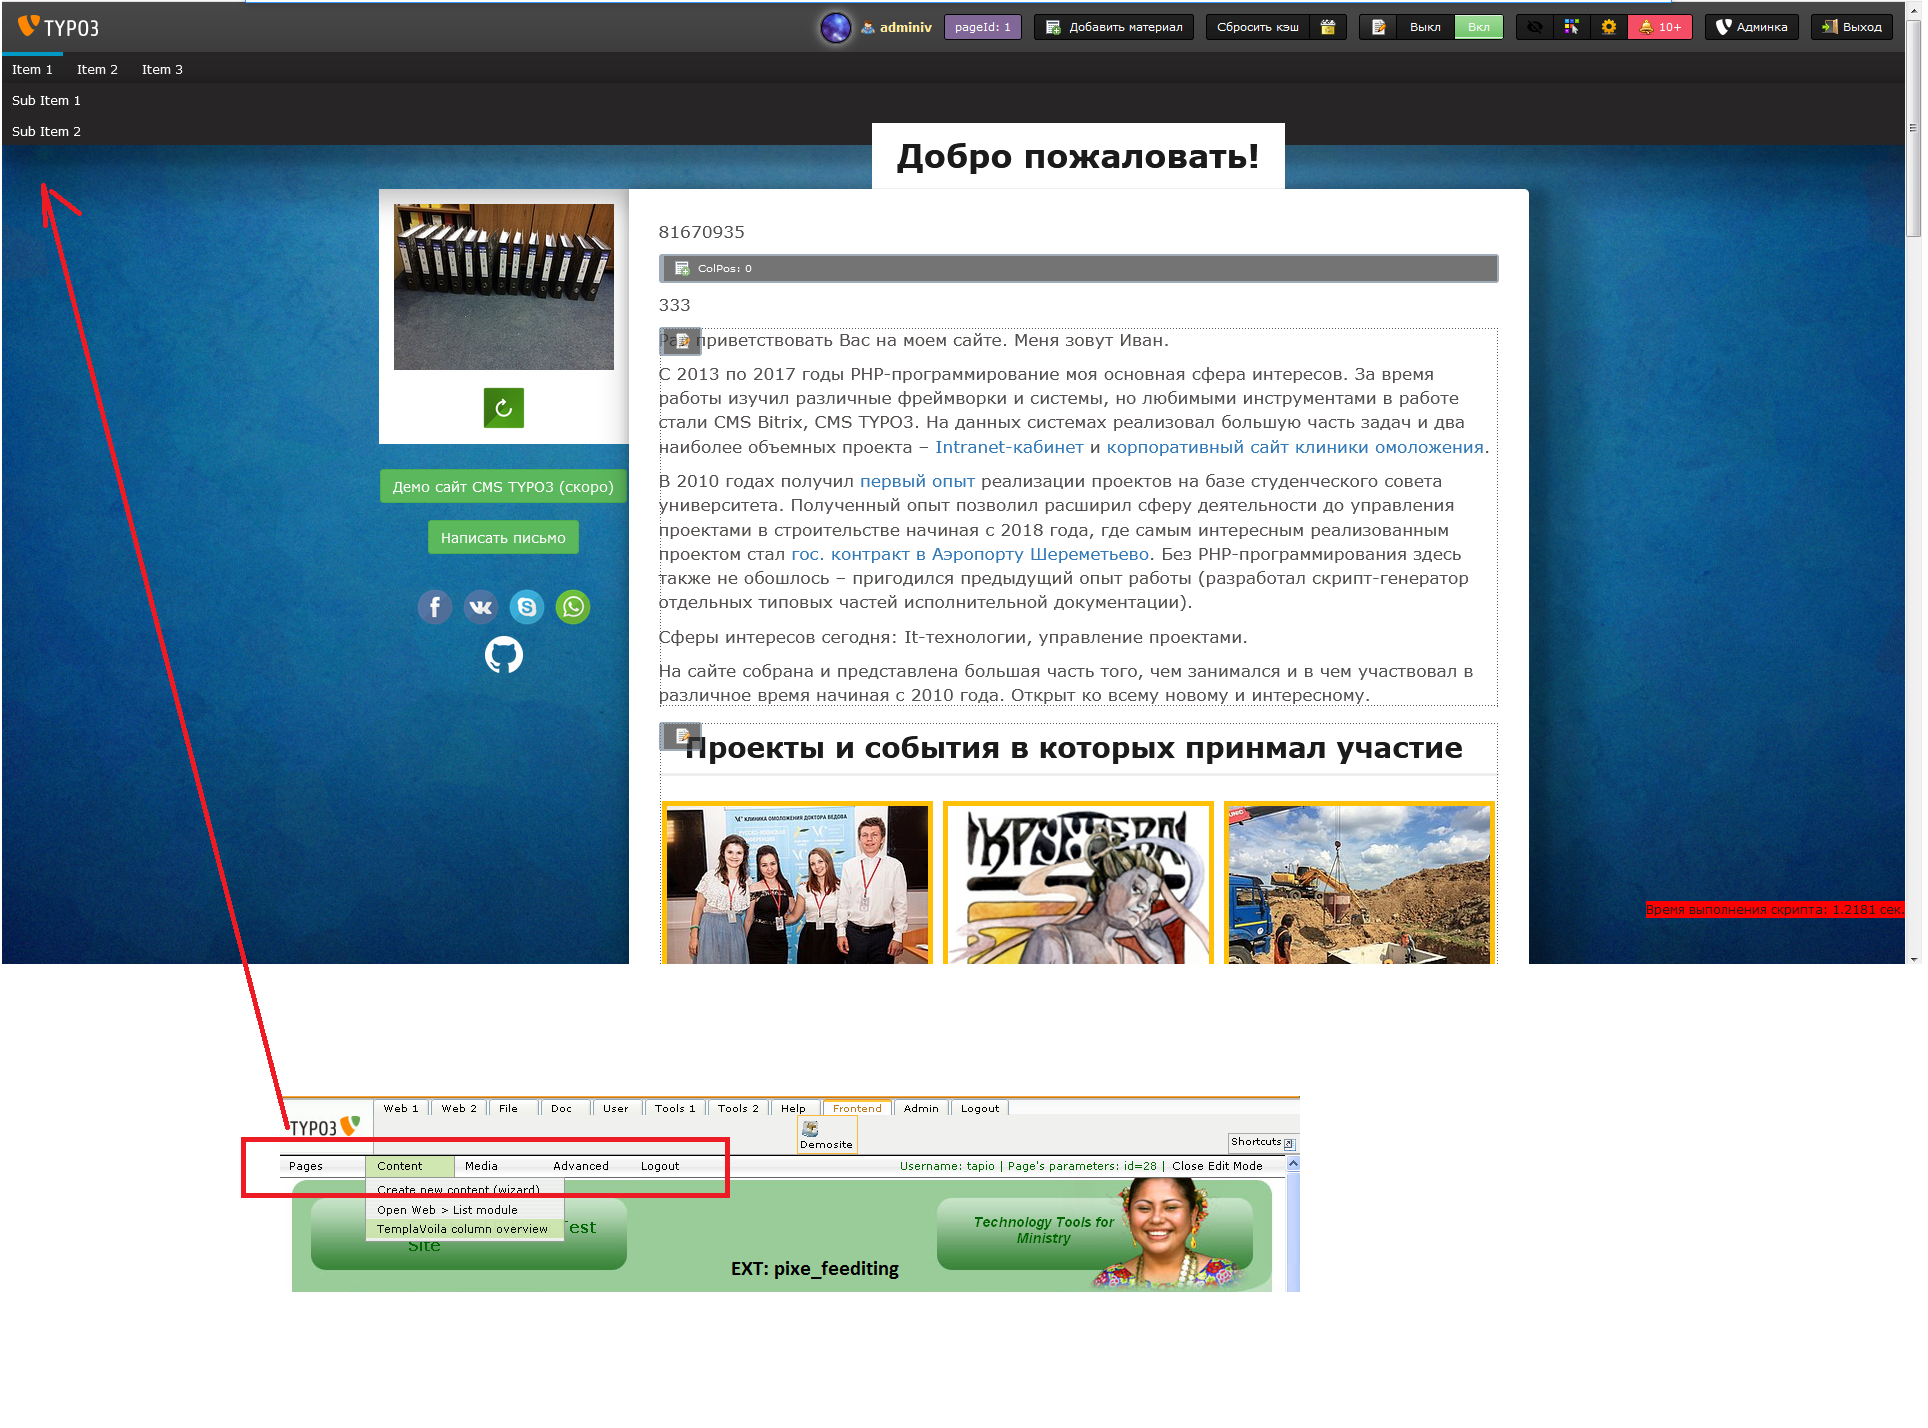 TYPO3
adminiv
pageId: 1
Добавить материал
Сбросить кэш
Выкл
Вкл
10+
Админка
Выход
Item 1
Item 2
Item 3
Sub Item 1
Sub Item 2
Добро пожаловать!
81670935
ColPos: 0
333
приветствовать Вас на моем сайте. Меня зовут Иван.
С 2013 по 2017 годы PHP-программирование моя основная сфера интересов. За время
работы изучил различные фреймворки и системы, но любимыми инструментами в работе
стали CMS Bitrix, CMS TYPO3. На данных системах реализовал большую часть задач и два
наиболее объемных проекта – Intranet-кабинет и корпоративный сайт клиники омоложения.
В 2010 годах получил первый опыт реализации проектов на базе студенческого совета
университета. Полученный опыт позволил расширил сферу деятельности до управления
проектами в строительстве начиная с 2018 года, где самым интересным реализованным
проектом стал гос. контракт в Аэропорту Шереметьево. Без PHP-программирования здесь
также не обошлось – пригодился предыдущий опыт работы (разработал скрипт-генератор
отдельных типовых частей исполнительной документации).
Сферы интересов сегодня: It-технологии, управление проектами.
На сайте собрана и представлена большая часть того, чем занимался и в чем участвовал в
различное время начиная с 2010 года. Открыт ко всему новому и интересному.
Демо сайт CMS TYPO3 (скоро)
Написать письмо
Проекты и события в которых принмал участие
КЛИНИКА ОМОЛОЖЕНИЯ ДОКТОРА ВЕДОВА
Время выполнения скрипта: 1.2181 сек.
TYPO3
Web 1
Web 2
File
Doc
User
Tools 1
Tools 2
Help
Frontend
Admin
Logout
Demosite
Shortcuts
Pages
Content
Media
Advanced
Logout
Username: tapio | Page's parameters: id=28 | Close Edit Mode
Create new content (wizard)
Open Web > List module
TemplaVoila column overview
Test
Site
Technology Tools for
Ministry
EXT: pixe_feediting